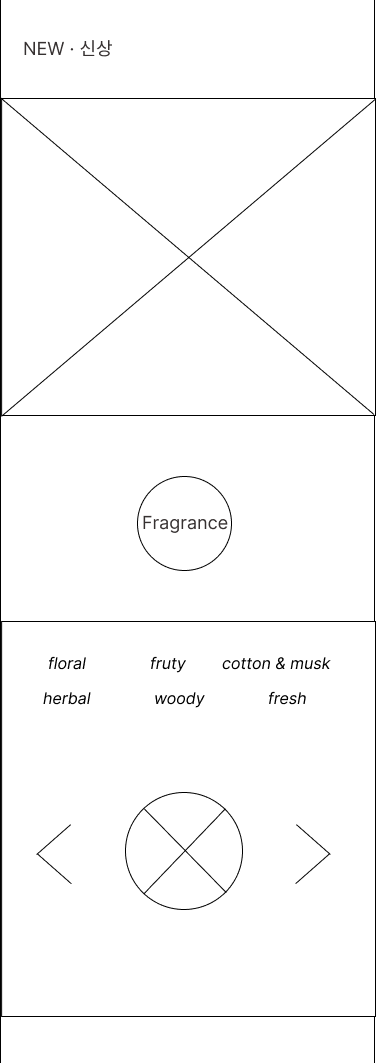 NEW · 신상
Fragrance
floral fruty cotton & musk
herbal woody fresh